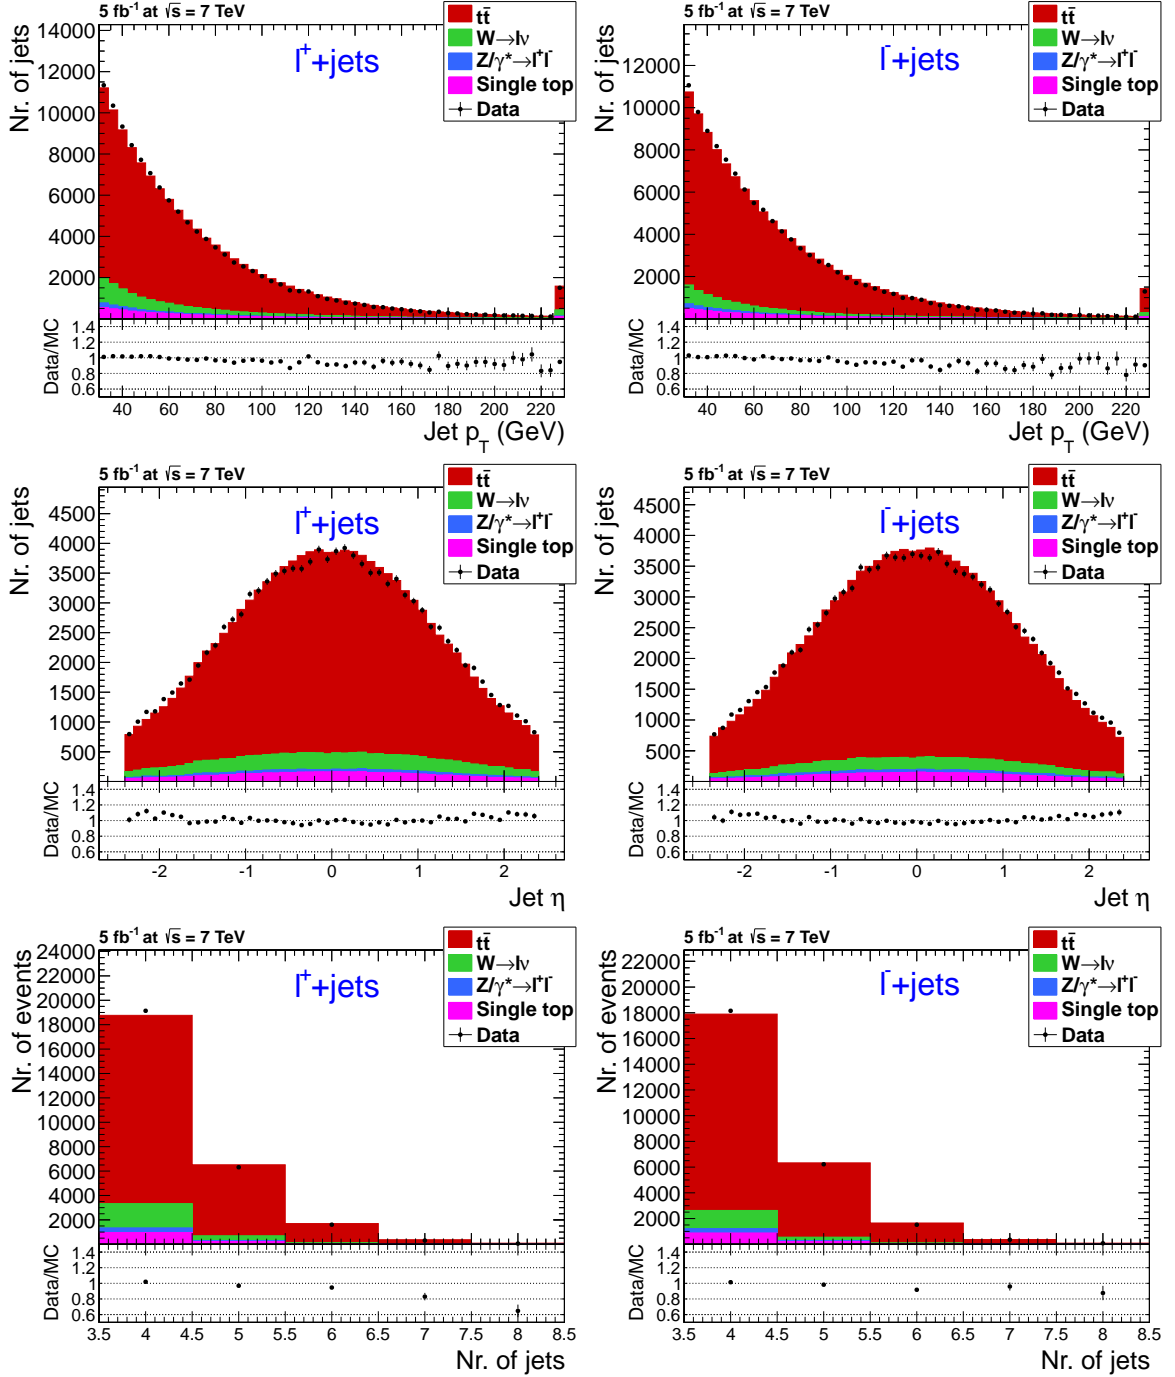 5 fb⁻¹ at √s = 7 TeV
Nr. of jets
14000
12000
10000
8000
6000
4000
2000
l⁺+jets
tt̄
W→lν
Z/γ*→l⁺l⁻
Single top
Data
Data/MC
1.4
1.2
1
0.8
0.6
40 60 80 100 120 140 160 180 200 220
Jet p_T (GeV)
5 fb⁻¹ at √s = 7 TeV
Nr. of jets
12000
10000
8000
6000
4000
2000
l⁻+jets
tt̄
W→lν
Z/γ*→l⁺l⁻
Single top
Data
Data/MC
1.4
1.2
1
0.8
0.6
40 60 80 100 120 140 160 180 200 220
Jet p_T (GeV)
5 fb⁻¹ at √s = 7 TeV
Nr. of jets
4500
4000
3500
3000
2500
2000
1500
1000
500
l⁺+jets
tt̄
W→lν
Z/γ*→l⁺l⁻
Single top
Data
Data/MC
1.4
1.2
1
0.8
0.6
-2 -1 0 1 2
Jet η
5 fb⁻¹ at √s = 7 TeV
Nr. of jets
4500
4000
3500
3000
2500
2000
1500
1000
500
l⁻+jets
tt̄
W→lν
Z/γ*→l⁺l⁻
Single top
Data
Data/MC
1.4
1.2
1
0.8
0.6
-2 -1 0 1 2
Jet η
5 fb⁻¹ at √s = 7 TeV
Nr. of events
24000
22000
20000
18000
16000
14000
12000
10000
8000
6000
4000
2000
l⁺+jets
tt̄
W→lν
Z/γ*→l⁺l⁻
Single top
Data
Data/MC
1.4
1.2
1
0.8
0.6
3.5 4 4.5 5 5.5 6 6.5 7 7.5 8 8.5
Nr. of jets
5 fb⁻¹ at √s = 7 TeV
Nr. of events
22000
20000
18000
16000
14000
12000
10000
8000
6000
4000
2000
l⁻+jets
tt̄
W→lν
Z/γ*→l⁺l⁻
Single top
Data
Data/MC
1.4
1.2
1
0.8
0.6
3.5 4 4.5 5 5.5 6 6.5 7 7.5 8 8.5
Nr. of jets